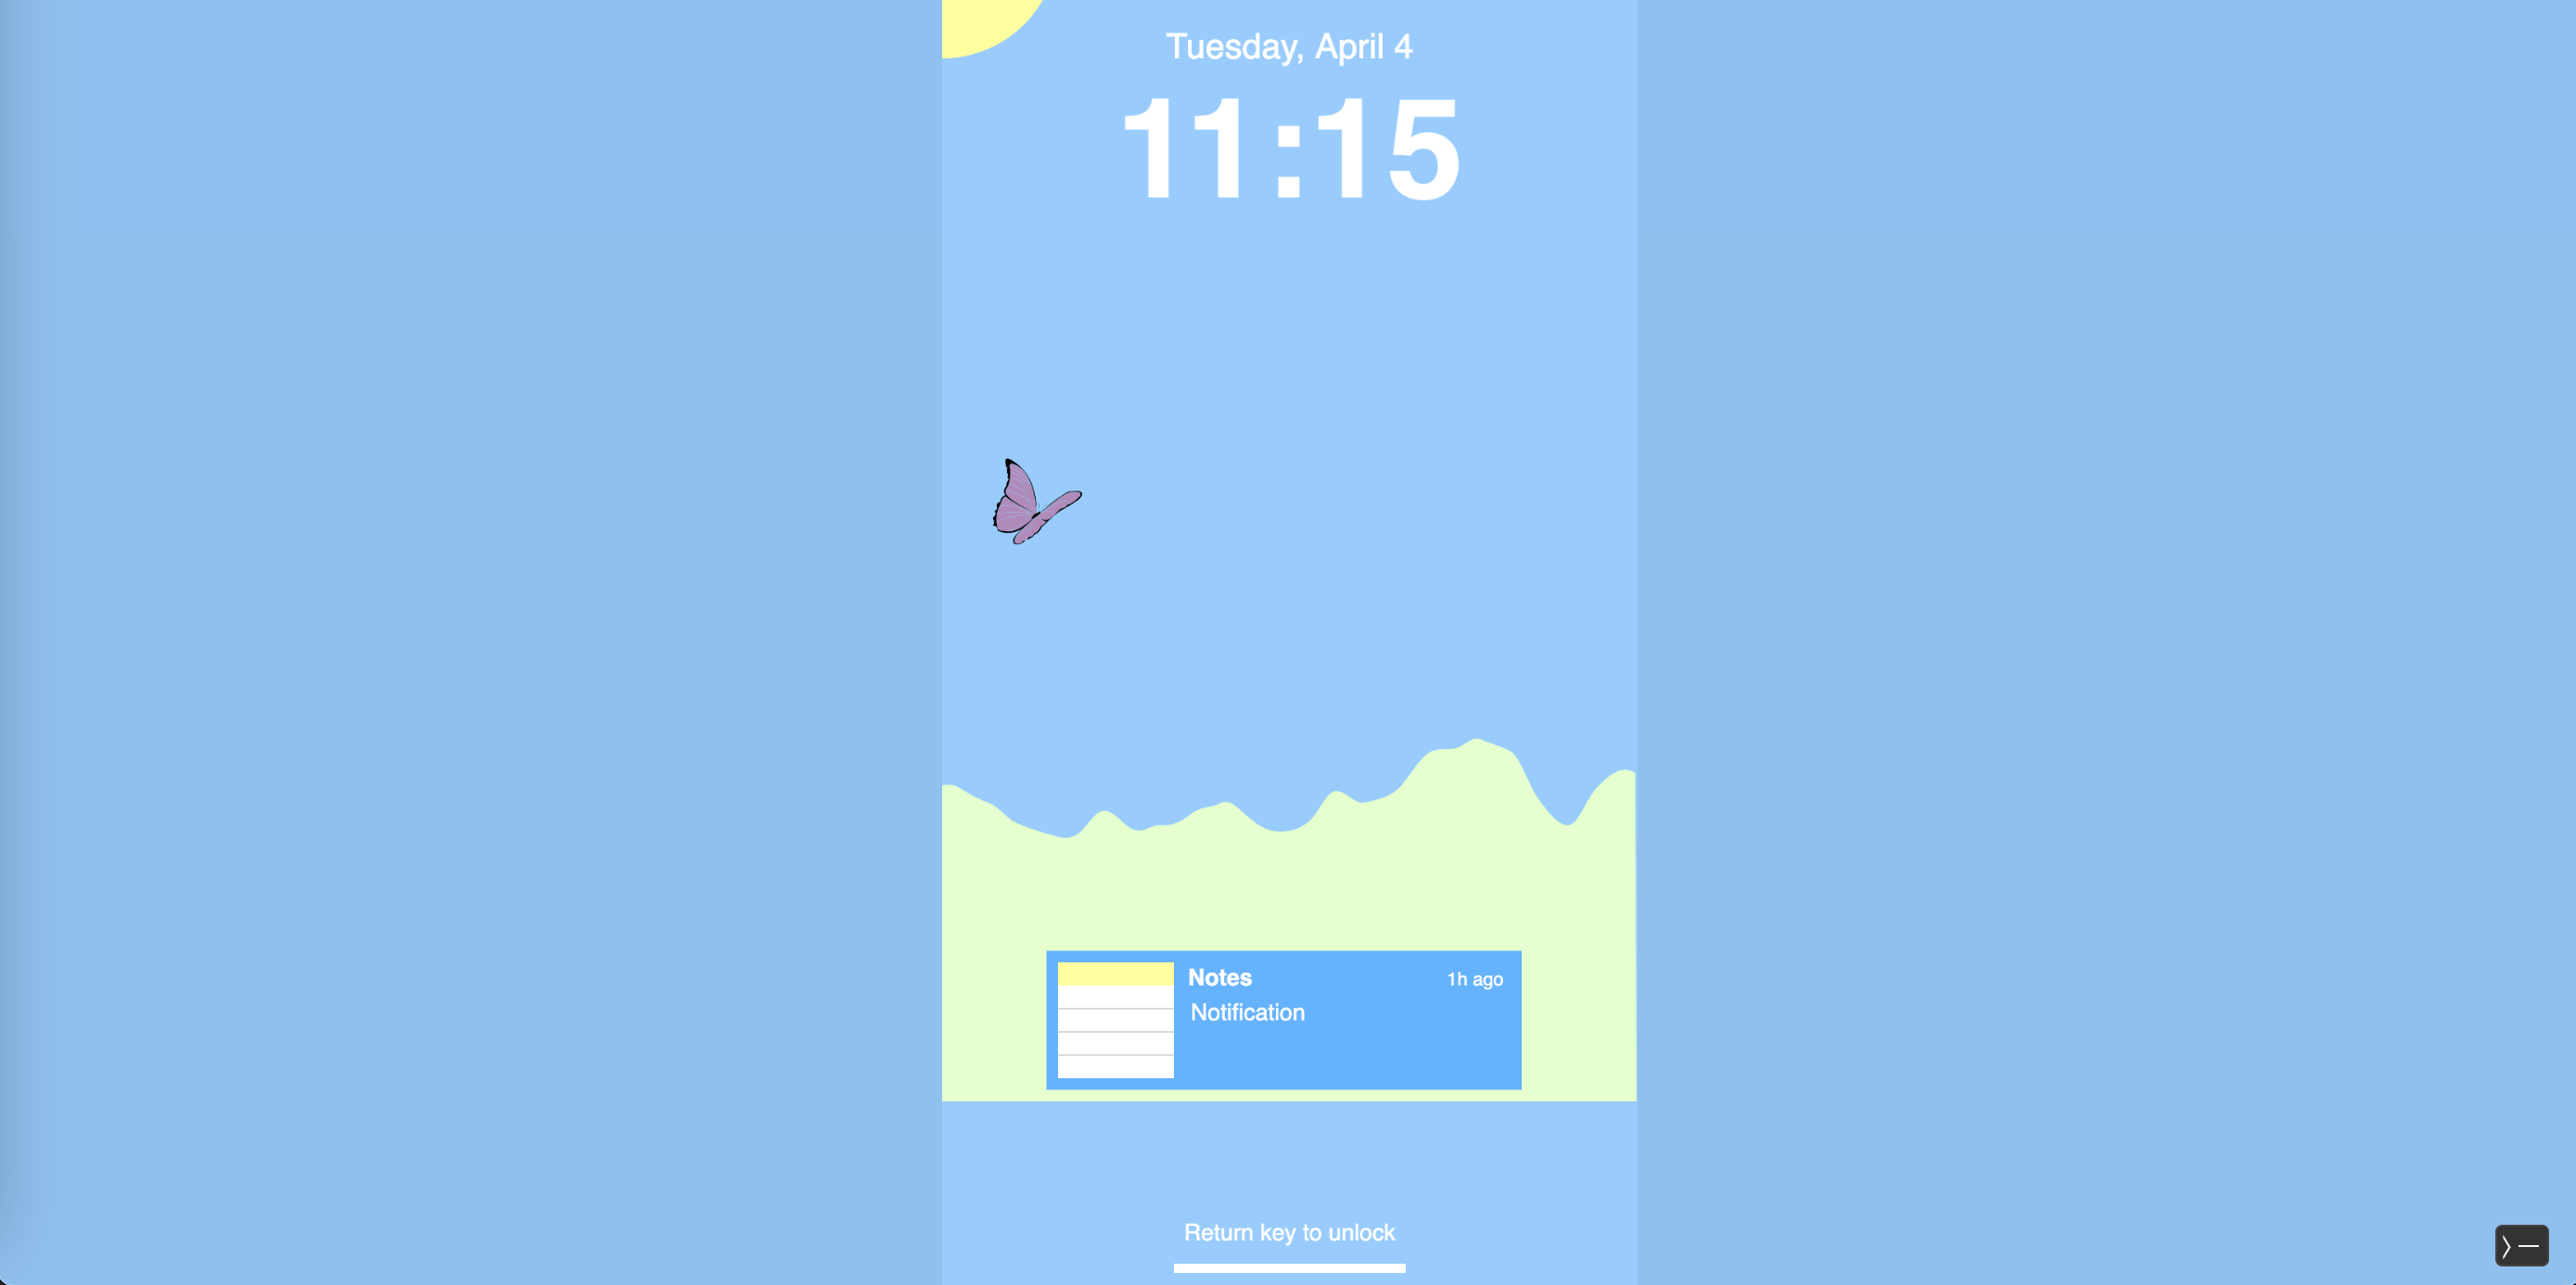 Tuesday, April 4
11:15
Notes
1h ago
Notification
Return key to unlock